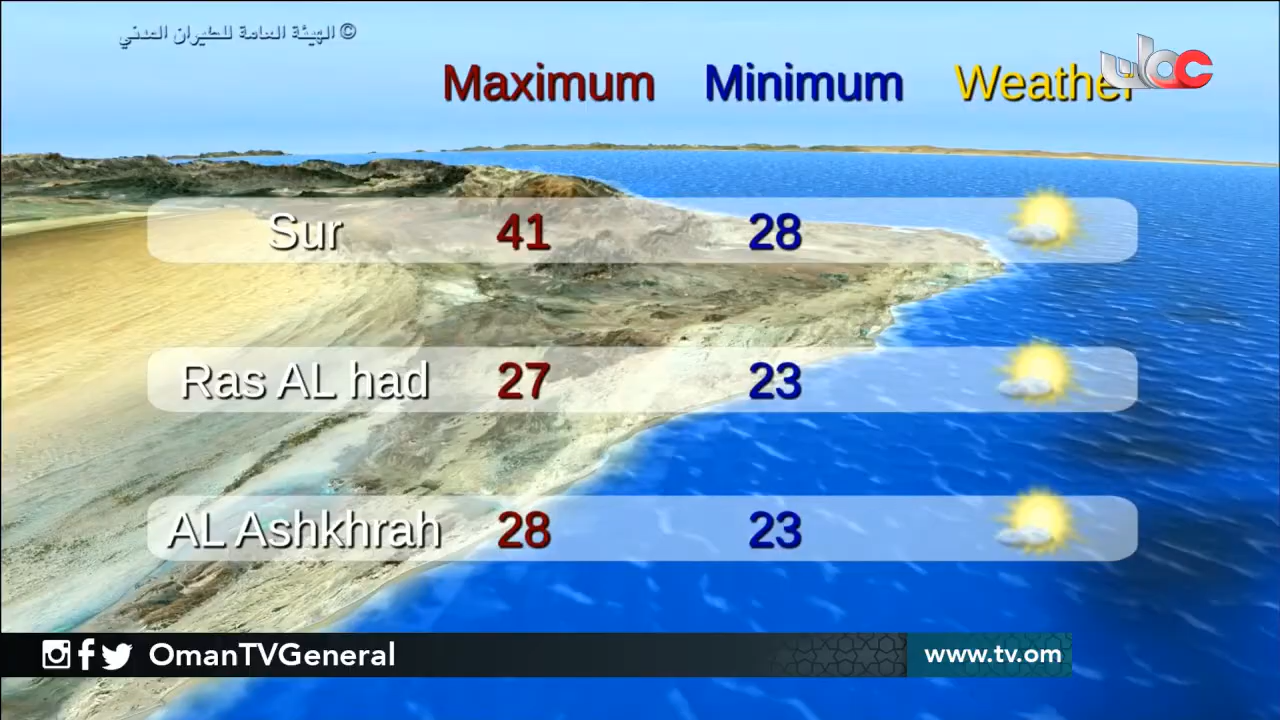 © الهيئة العامة للطيران المدني
Maximum Minimum Weather
Sur 41 28
Ras AL had 27 23
AL Ashkhrah 28 23
OmanTVGeneral www.tv.om